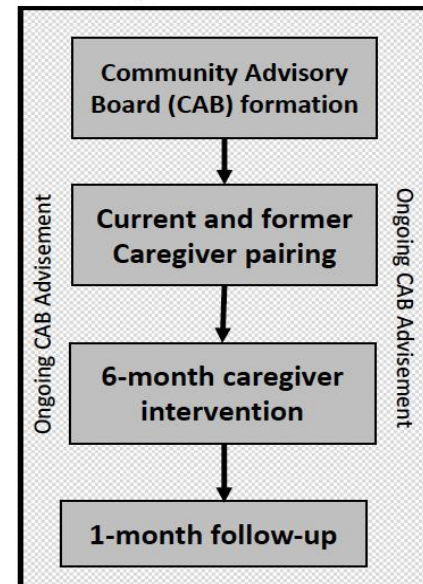 Community Advisory
Board (CAB) formation
Ongoing CAB Advisement
Ongoing CAB Advisement
Current and former
Caregiver pairing
6-month caregiver
intervention
1-month follow-up